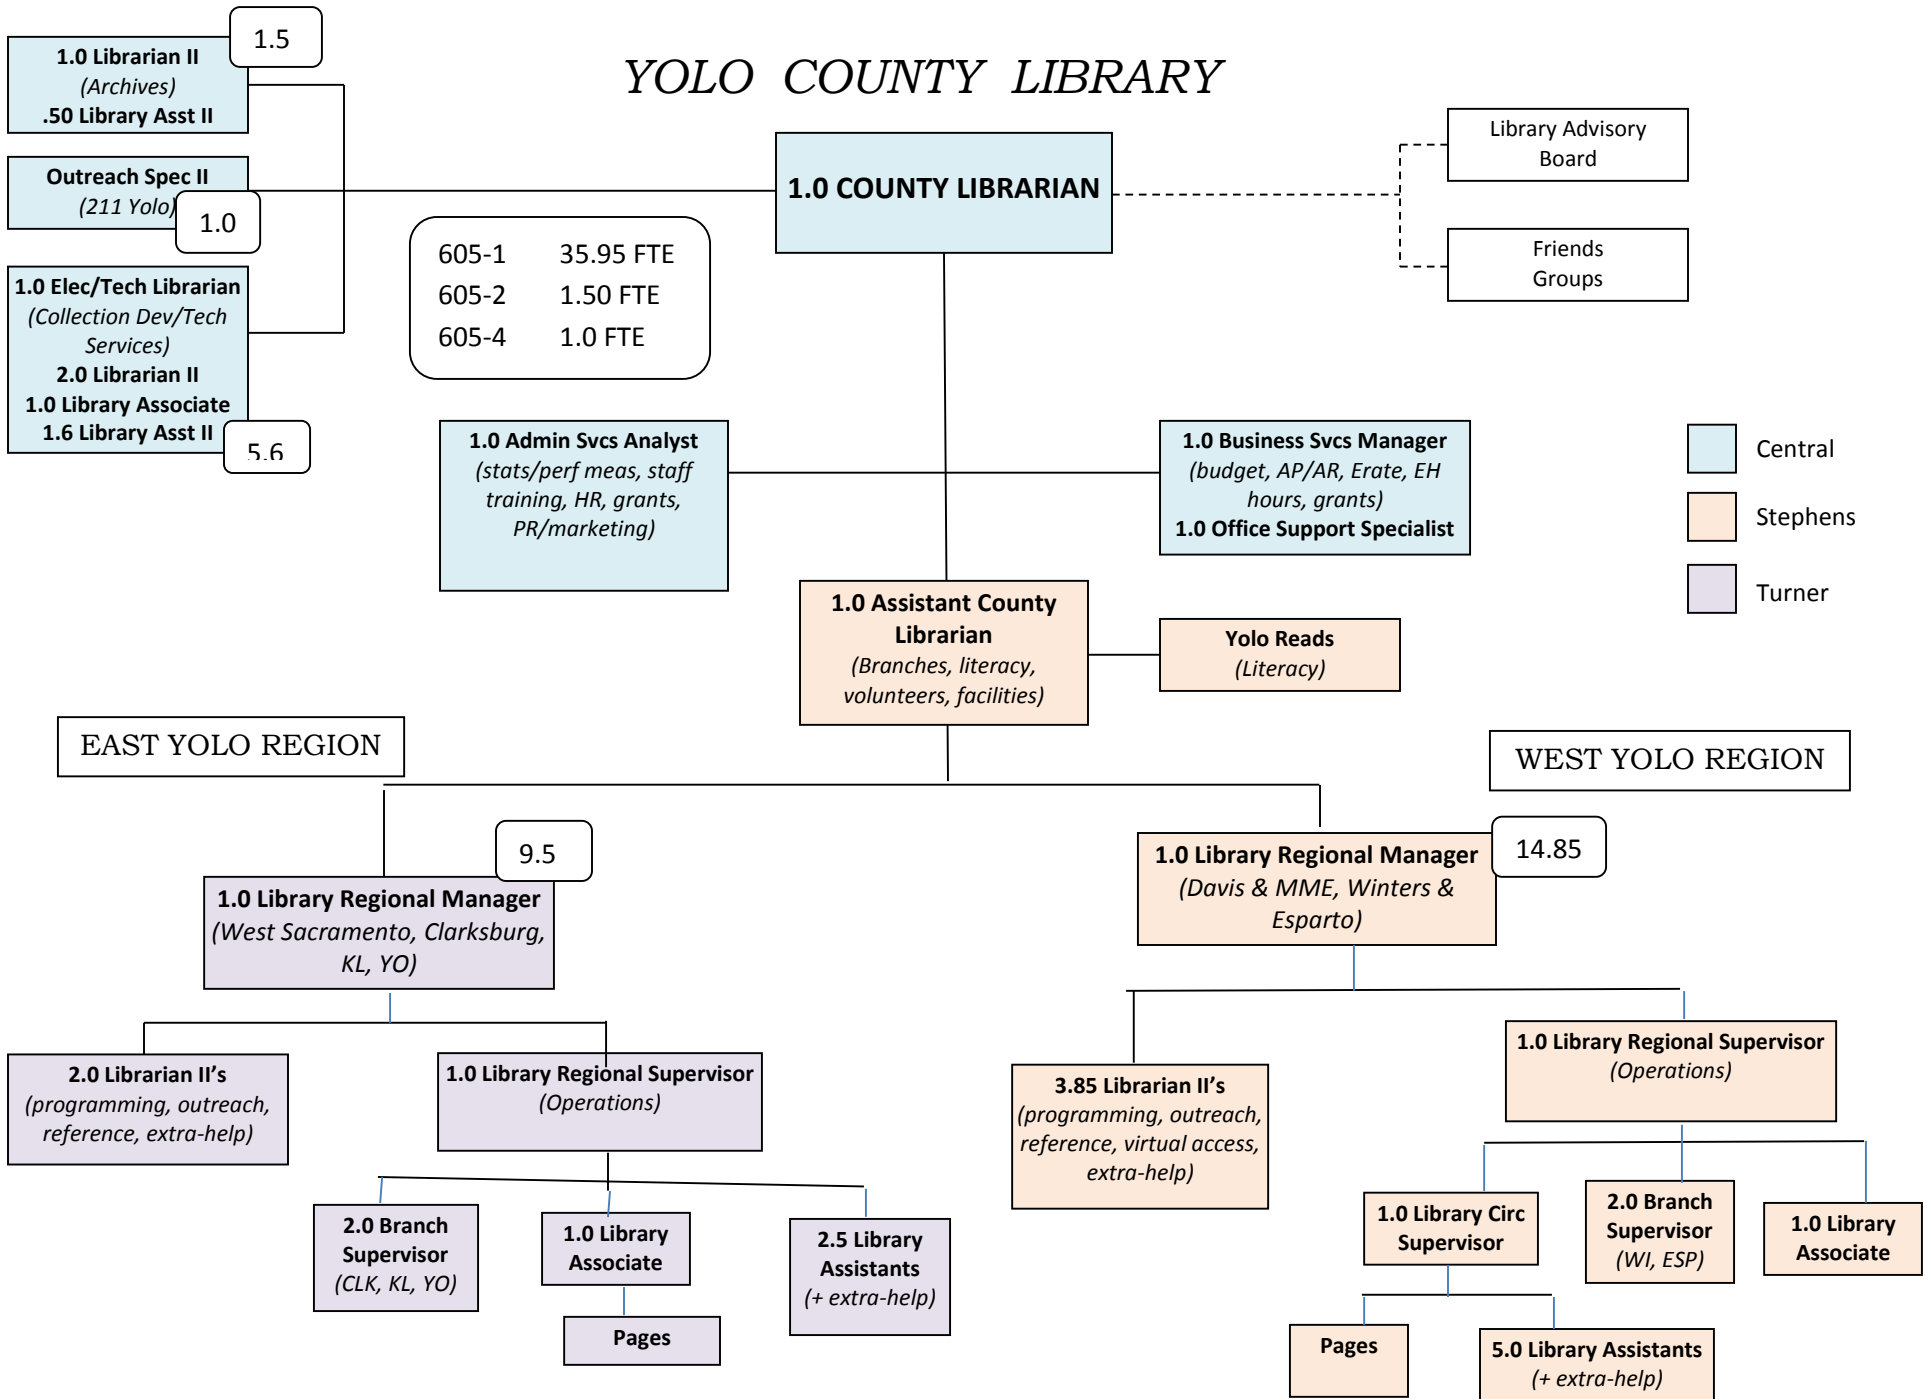 YOLO COUNTY LIBRARY
1.5
1.0 Librarian II
(Archives)
.50 Library Asst II
Outreach Spec II
(211 Yolo)
1.0
1.0 Elec/Tech Librarian
(Collection Dev/Tech
Services)
2.0 Librarian II
1.0 Library Associate
1.6 Library Asst II
5.6
1.0 COUNTY LIBRARIAN
Library Advisory
Board
Friends
Groups
605-1 35.95 FTE
605-2 1.50 FTE
605-4 1.0 FTE
1.0 Admin Svcs Analyst
(stats/perf meas, staff
training, HR, grants,
PR/marketing)
1.0 Business Svcs Manager
(budget, AP/AR, Erate, EH
hours, grants)
1.0 Office Support Specialist
Central
Stephens
Turner
1.0 Assistant County
Librarian
(Branches, literacy,
volunteers, facilities)
Yolo Reads
(Literacy)
EAST YOLO REGION
WEST YOLO REGION
9.5
1.0 Library Regional Manager
(West Sacramento, Clarksburg,
KL, YO)
14.85
1.0 Library Regional Manager
(Davis & MME, Winters &
Esparto)
2.0 Librarian II's
(programming, outreach,
reference, extra-help)
1.0 Library Regional Supervisor
(Operations)
2.0 Branch
Supervisor
(CLK, KL, YO)
1.0 Library
Associate
2.5 Library
Assistants
(+ extra-help)
Pages
3.85 Librarian II's
(programming, outreach,
reference, virtual access,
extra-help)
1.0 Library Regional Supervisor
(Operations)
1.0 Library Circ
Supervisor
2.0 Branch
Supervisor
(WI, ESP)
1.0 Library
Associate
Pages
5.0 Library Assistants
(+ extra-help)